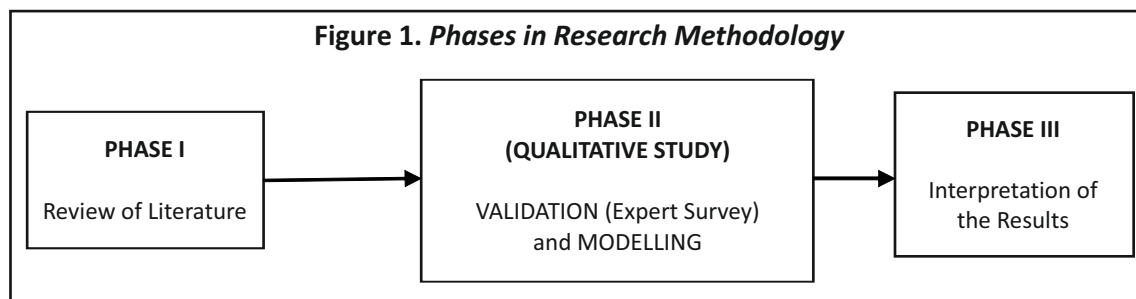 Figure 1. Phases in Research Methodology
PHASE I
Review of Literature
PHASE II
(QUALITATIVE STUDY)
VALIDATION (Expert Survey)
and MODELLING
PHASE III
Interpretation of
the Results